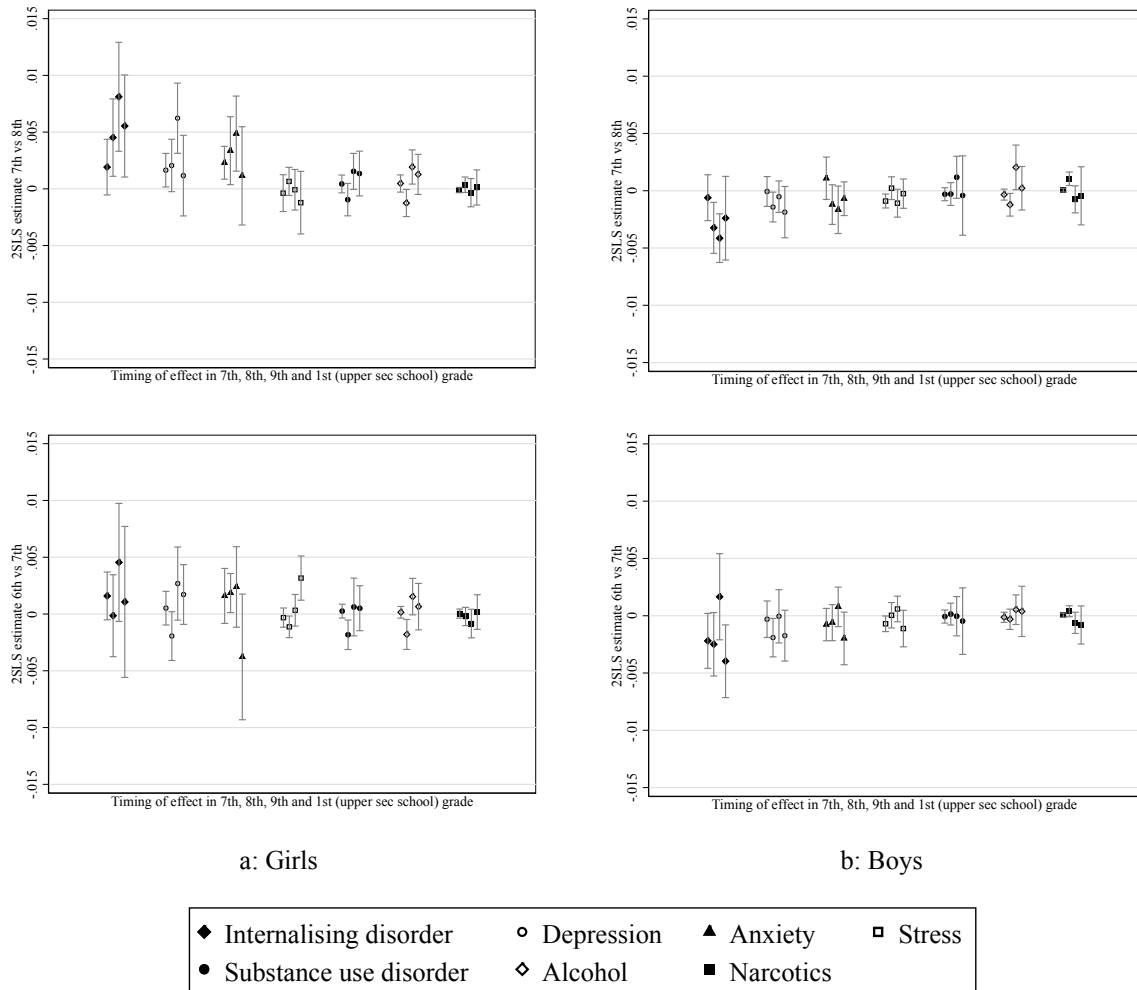 .015
.01
.005
0
-.005
-.01
-.015
2SLS estimate 7th vs 8th
Timing of effect in 7th, 8th, 9th and 1st (upper sec school) grade
.015
.01
.005
0
-.005
-.01
-.015
2SLS estimate 7th vs 8th
Timing of effect in 7th, 8th, 9th and 1st (upper sec school) grade
.015
.01
.005
0
-.005
-.01
-.015
2SLS estimate 6th vs 7th
Timing of effect in 7th, 8th, 9th and 1st (upper sec school) grade
.015
.01
.005
0
-.005
-.01
-.015
2SLS estimate 6th vs 7th
Timing of effect in 7th, 8th, 9th and 1st (upper sec school) grade
a: Girls
b: Boys
Internalising disorder Depression Anxiety Stress
Substance use disorder Alcohol Narcotics